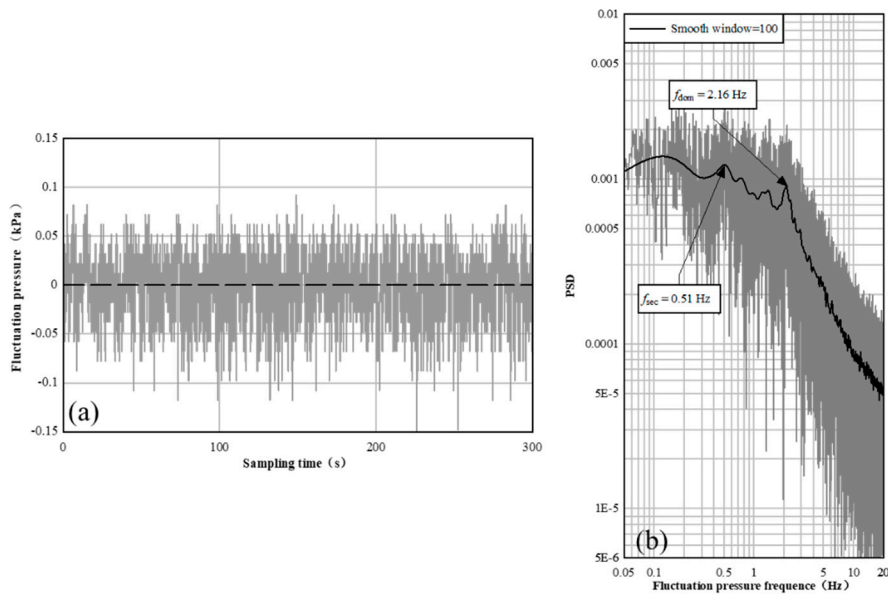 0.15
0.1
0.05
0
-0.05
-0.1
-0.15
Fluctuation pressure（kPa）
(a)
0
100
200
300
Sampling time（s）
0.01
0.005
0.001
0.0005
0.0001
5E-5
1E-5
5E-6
PSD
Smooth window=100
fdom = 2.16 Hz
fsec = 0.51 Hz
(b)
0.05
0.1
0.5
1
5
10
20
Fluctuation pressure frequence（Hz）